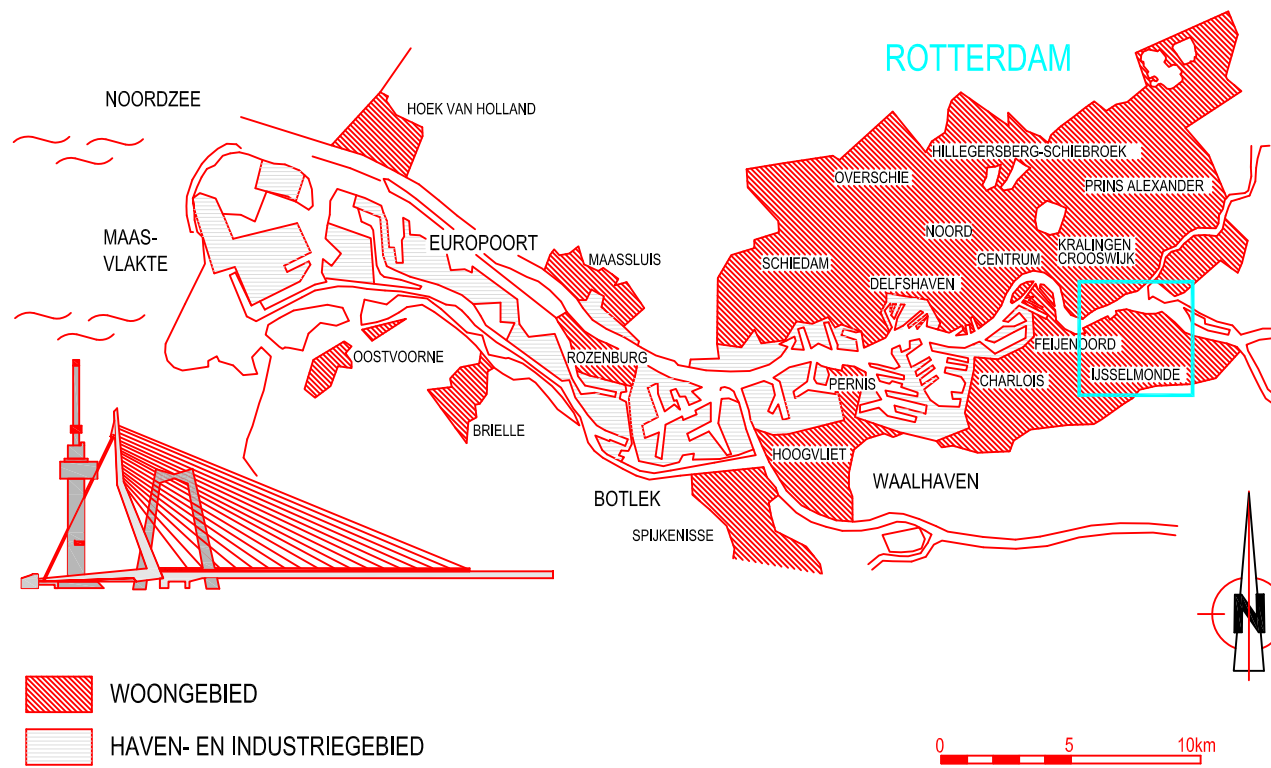 ROTTERDAM
NOORDZEE
HOEK VAN HOLLAND
HILLEGERSBERG-SCHIEBROEK
OVERSCHIE
PRINS ALEXANDER
MAAS-
VLAKTE
EUROPOORT
MAASSLUIS
SCHIEDAM
NOORD
CENTRUM
KRALINGEN
CROOSWIJK
DELFSHAVEN
OOSTVOORNE
ROZENBURG
FEIJENOORD
PERNIS
CHARLOIS
IJSSELMONDE
BRIELLE
HOOGVLIET
WAALHAVEN
BOTLEK
SPIJKENISSE
N
WOONGEBIED
HAVEN- EN INDUSTRIEGEBIED
0 5 10km